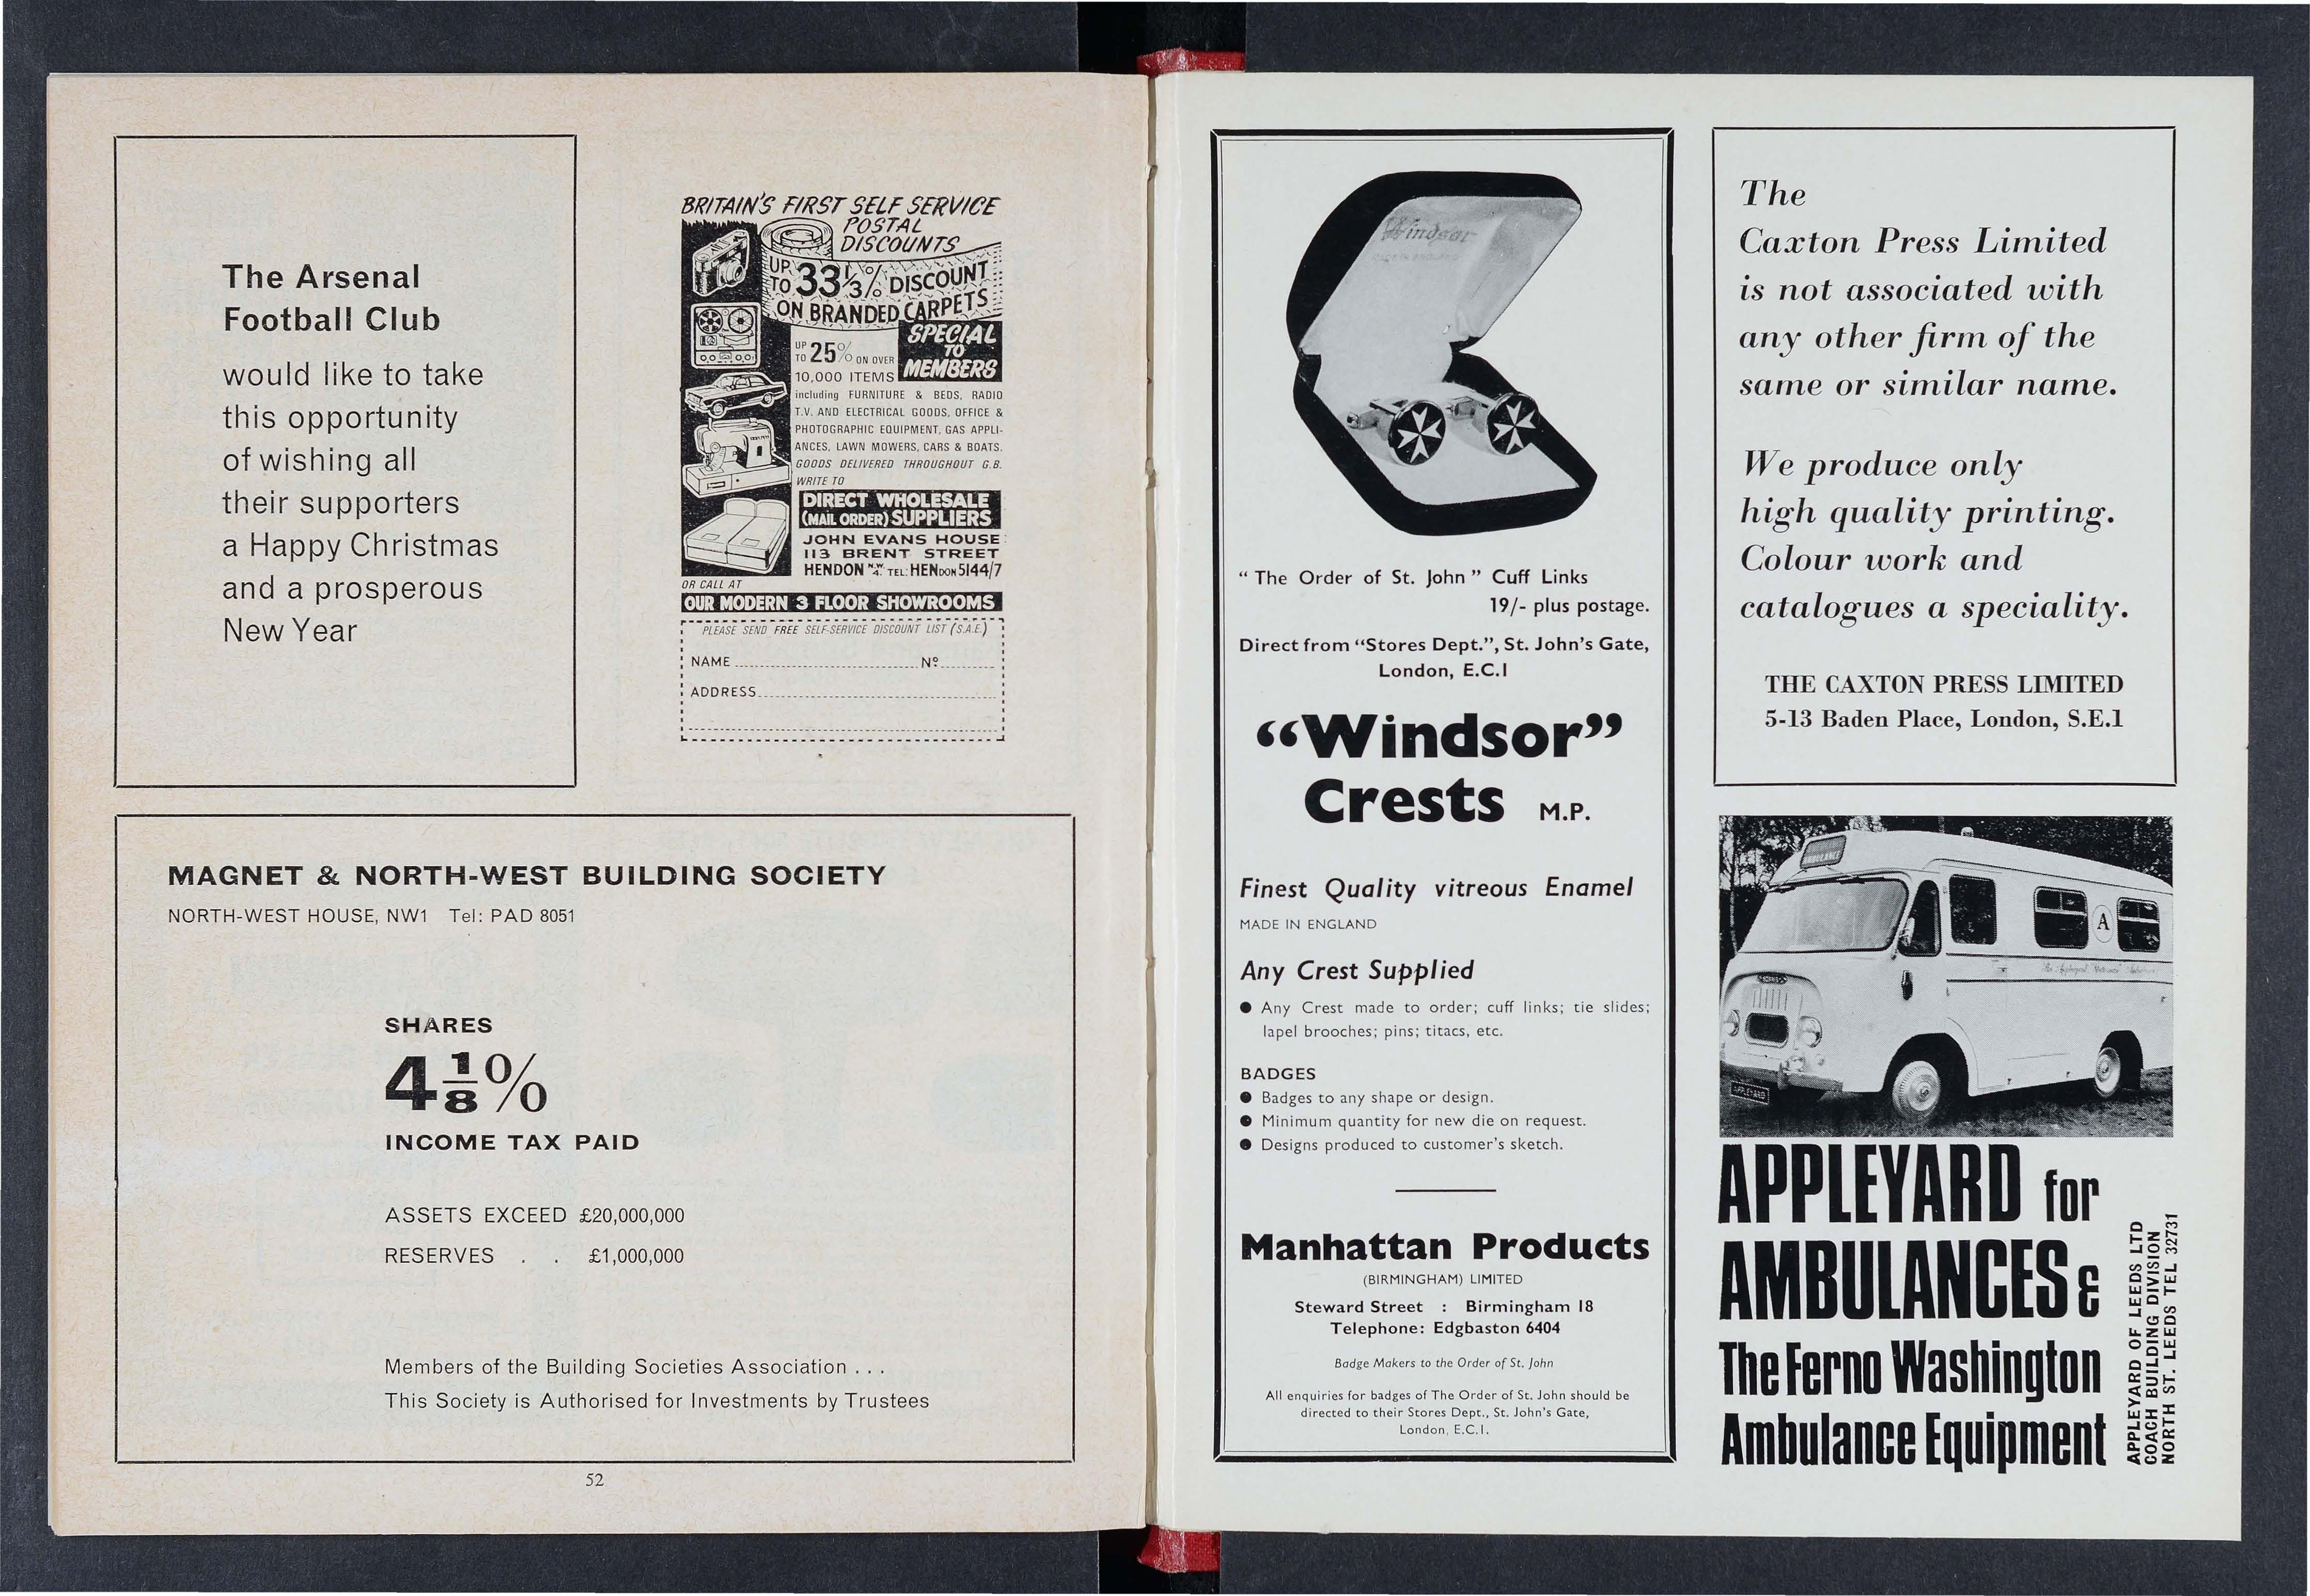 The Arsenal
Football Club
would like to take
this opportunity
of wishing all
their supporters
a Happy Christmas
and a prosperous
New Year
BRITAIN'S FIRST SELF SERVICE
POSTAL
DISCOUNTS
UP TO 33⅓% DISCOUNT
ON BRANDED CARPETS
SPECIAL
TO
MEMBERS
UP TO 25% ON OVER
10,000 ITEMS
including FURNITURE & BEDS, RADIO
T.V. AND ELECTRICAL GOODS, OFFICE &
PHOTOGRAPHIC EQUIPMENT, GAS APPLI-
ANCES, LAWN MOWERS, CARS & BOATS.
GOODS DELIVERED THROUGHOUT G.B.
WRITE TO
DIRECT WHOLESALE
(MAIL ORDER) SUPPLIERS
JOHN EVANS HOUSE
113 BRENT STREET
HENDON N.W.4. TEL: HENDON 5144/7
OR CALL AT
OUR MODERN 3 FLOOR SHOWROOMS
PLEASE SEND FREE SELF-SERVICE DISCOUNT LIST (S.A.E.)
NAME Nº
ADDRESS
MAGNET & NORTH-WEST BUILDING SOCIETY
NORTH-WEST HOUSE, NW1 Tel: PAD 8051
SHARES
4⅛%
INCOME TAX PAID
ASSETS EXCEED £20,000,000
RESERVES . . £1,000,000
Members of the Building Societies Association . . .
This Society is Authorised for Investments by Trustees
52
Windsor
MADE IN ENGLAND
“ The Order of St. John ” Cuff Links
19/- plus postage.
Direct from “Stores Dept.”, St. John's Gate,
London, E.C.1
“Windsor”
Crests M.P.
Finest Quality vitreous Enamel
MADE IN ENGLAND
Any Crest Supplied
● Any Crest made to order; cuff links; tie slides;
lapel brooches; pins; titacs, etc.
BADGES
● Badges to any shape or design.
● Minimum quantity for new die on request.
● Designs produced to customer's sketch.
Manhattan Products
(BIRMINGHAM) LIMITED
Steward Street : Birmingham 18
Telephone: Edgbaston 6404
Badge Makers to the Order of St. John
All enquiries for badges of The Order of St. John should be
directed to their Stores Dept., St. John's Gate,
London, E.C.1.
The
Caxton Press Limited
is not associated with
any other firm of the
same or similar name.
We produce only
high quality printing.
Colour work and
catalogues a speciality.
THE CAXTON PRESS LIMITED
5-13 Baden Place, London, S.E.1
AMBULANCE
A
APPLEYARD
APPLEYARD for
AMBULANCES &
The Ferno Washington
Ambulance Equipment
APPLEYARD OF LEEDS LTD
COACH BUILDING DIVISION
NORTH ST. LEEDS TEL 32731